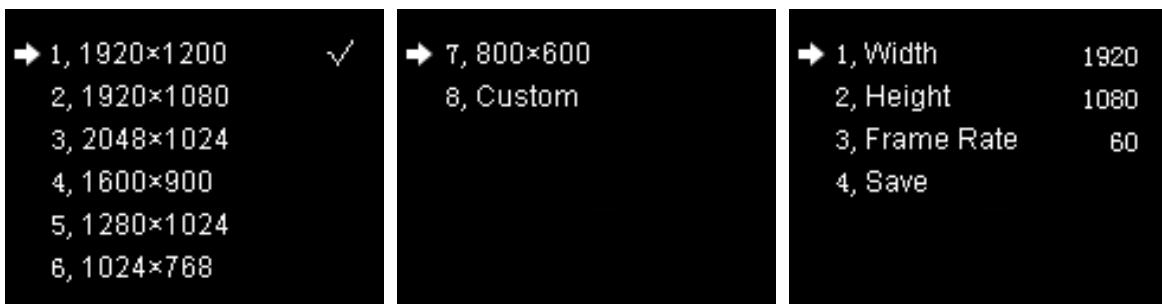 1, 1920×1200 ✓
2, 1920×1080
3, 2048×1024
4, 1600×900
5, 1280×1024
6, 1024×768
7, 800×600
8, Custom
1, Width 1920
2, Height 1080
3, Frame Rate 60
4, Save